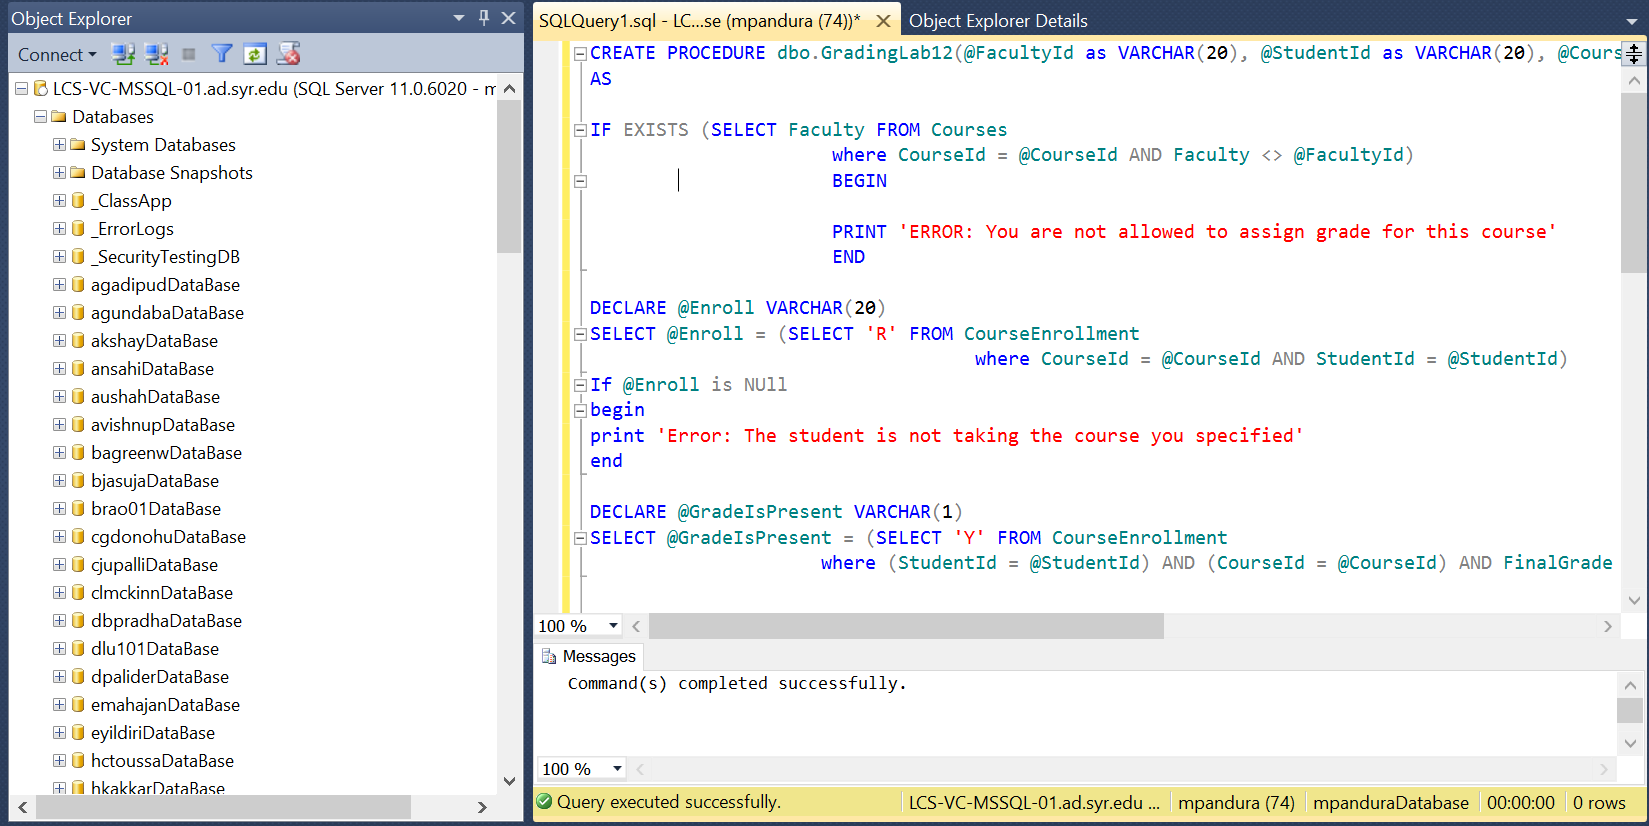 Object Explorer
Connect
LCS-VC-MSSQL-01.ad.syr.edu (SQL Server 11.0.6020 - m
Databases
System Databases
Database Snapshots
_ClassApp
_ErrorLogs
_SecurityTestingDB
agadipudDataBase
agundabaDataBase
akshayDataBase
ansahiDataBase
aushahDataBase
avishnupDataBase
bagreenwDataBase
bjasujaDataBase
brao01DataBase
cgdonohuDataBase
cjupalliDataBase
clmckinnDataBase
dbpradhaDataBase
dlu101DataBase
dpaliderDataBase
emahajanDataBase
eyildiriDataBase
hctoussaDataBase
hkakkarDataBase
SQLQuery1.sql - LC...se (mpandura (74))*
Object Explorer Details
CREATE PROCEDURE dbo.GradingLab12(@FacultyId as VARCHAR(20), @StudentId as VARCHAR(20), @Cours
AS
IF EXISTS (SELECT Faculty FROM Courses
where CourseId = @CourseId AND Faculty <> @FacultyId)
BEGIN
PRINT 'ERROR: You are not allowed to assign grade for this course'
END
DECLARE @Enroll VARCHAR(20)
SELECT @Enroll = (SELECT 'R' FROM CourseEnrollment
where CourseId = @CourseId AND StudentId = @StudentId)
If @Enroll is NUll
begin
print 'Error: The student is not taking the course you specified'
end
DECLARE @GradeIsPresent VARCHAR(1)
SELECT @GradeIsPresent = (SELECT 'Y' FROM CourseEnrollment
where (StudentId = @StudentId) AND (CourseId = @CourseId) AND FinalGrade
100 %
Messages
Command(s) completed successfully.
100 %
Query executed successfully.
LCS-VC-MSSQL-01.ad.syr.edu ...
mpandura (74)
mpanduraDatabase
00:00:00
0 rows